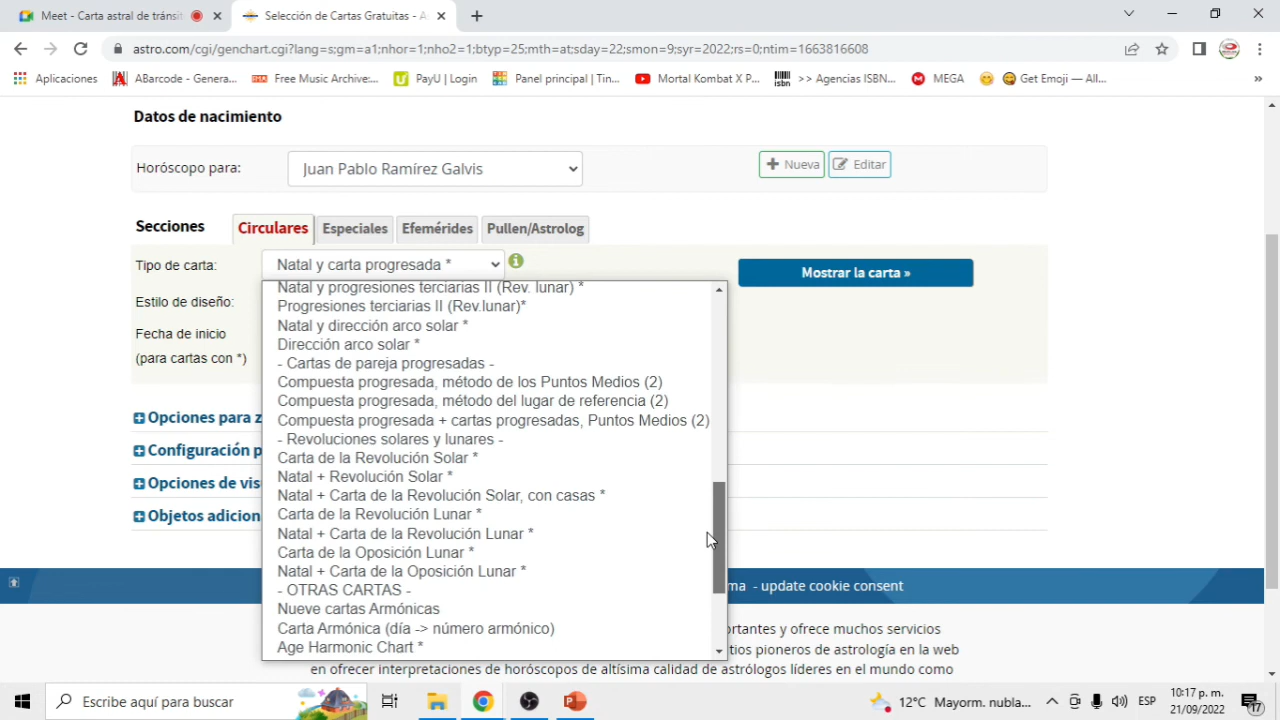 Meet - Carta astral de tránsit
Selección de Cartas Gratuitas - A
astro.com/cgi/genchart.cgi?lang=s;gm=a1;nhor=1;nho2=1;btyp=25;mth=at;sday=22;smon=9;syr=2022;rs=0;ntim=1663816608
Aplicaciones
ABarcode - Genera...
Free Music Archive:...
PayU | Login
Panel principal | Tin...
Mortal Kombat X P...
>> Agencias ISBN...
MEGA
Get Emoji — All...
»
Datos de nacimiento
Horóscopo para:
Juan Pablo Ramírez Galvis
Nueva
Editar
Secciones
Circulares
Especiales
Efemérides
Pullen/Astrolog
Tipo de carta:
Natal y carta progresada *
Mostrar la carta »
Estilo de diseño:
Fecha de inicio
(para cartas con *)
Natal y progresiones terciarias II (Rev. lunar) *
Progresiones terciarias II (Rev.lunar)*
Natal y dirección arco solar *
Dirección arco solar *
- Cartas de pareja progresadas -
Compuesta progresada, método de los Puntos Medios (2)
Compuesta progresada, método del lugar de referencia (2)
Compuesta progresada + cartas progresadas, Puntos Medios (2)
- Revoluciones solares y lunares -
Carta de la Revolución Solar *
Natal + Revolución Solar *
Natal + Carta de la Revolución Solar, con casas *
Carta de la Revolución Lunar *
Natal + Carta de la Revolución Lunar *
Carta de la Oposición Lunar *
Natal + Carta de la Oposición Lunar *
- OTRAS CARTAS -
Nueve cartas Armónicas
Carta Armónica (día -> número armónico)
Age Harmonic Chart *
Opciones para z
Configuración p
Opciones de vis
Objetos adicion
ma - update cookie consent
ortantes y ofrece muchos servicios
itios pioneros de astrología en la web
en ofrecer interpretaciones de horóscopos de altísima calidad de astrólogos líderes en el mundo como
Escribe aquí para buscar
12°C Mayorm. nubla...
ESP
10:17 p. m.
21/09/2022
17